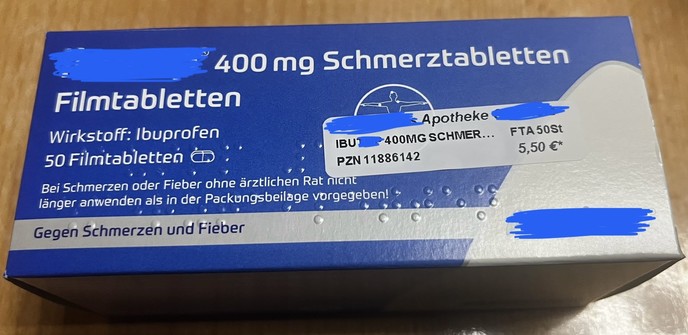 400 mg Schmerztabletten
Filmtabletten
Wirkstoff: Ibuprofen
50 Filmtabletten
Bei Schmerzen oder Fieber ohne ärztlichen Rat nicht
länger anwenden als in der Packungsbeilage vorgegeben!
Gegen Schmerzen und Fieber
Apotheke
IBU 400MG SCHMER... FTA 50St
PZN 11886142 5,50 €*